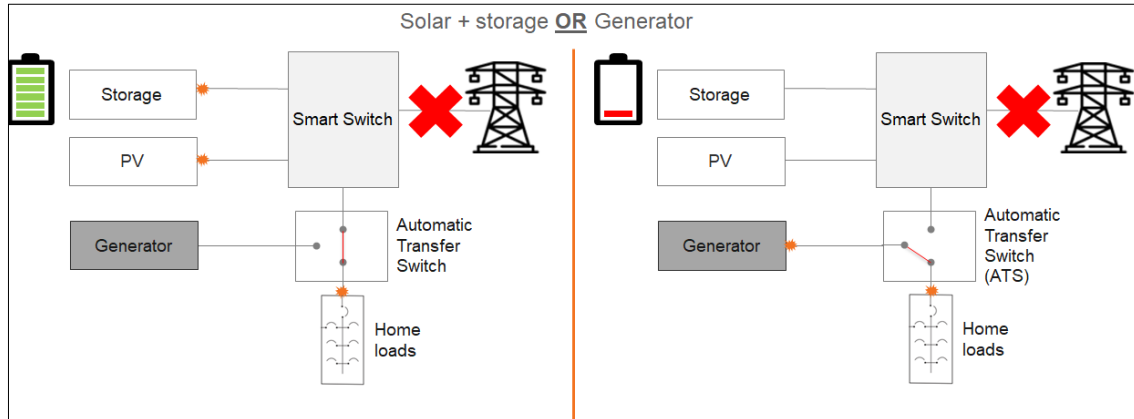 Solar + storage OR Generator
Storage
Smart Switch
PV
Generator
Automatic
Transfer
Switch
Home
loads
Storage
Smart Switch
PV
Generator
Automatic
Transfer
Switch
(ATS)
Home
loads